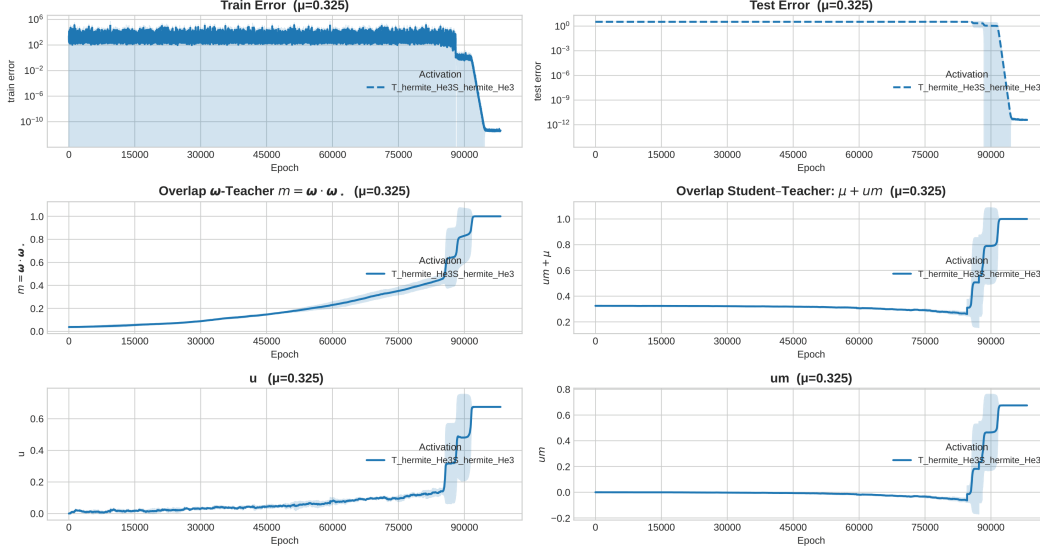 Train Error (μ=0.325)
10⁶
10²
10⁻²
10⁻⁶
10⁻¹⁰
train error
Activation
T_hermite_He3S_hermite_He3
0 15000 30000 45000 60000 75000 90000
Epoch
Test Error (μ=0.325)
10⁰
10⁻³
10⁻⁶
10⁻⁹
10⁻¹²
test error
Activation
T_hermite_He3S_hermite_He3
0 15000 30000 45000 60000 75000 90000
Epoch
Overlap ω-Teacher m = ω · ω⋆ (μ=0.325)
1.0
0.8
0.6
0.4
0.2
0.0
m = ω · ω⋆
Activation
T_hermite_He3S_hermite_He3
0 15000 30000 45000 60000 75000 90000
Epoch
Overlap Student–Teacher: μ + um (μ=0.325)
1.0
0.8
0.6
0.4
0.2
um + μ
Activation
T_hermite_He3S_hermite_He3
0 15000 30000 45000 60000 75000 90000
Epoch
u (μ=0.325)
0.6
0.4
0.2
0.0
u
Activation
T_hermite_He3S_hermite_He3
0 15000 30000 45000 60000 75000 90000
Epoch
um (μ=0.325)
0.8
0.6
0.4
0.2
0.0
−0.2
um
Activation
T_hermite_He3S_hermite_He3
0 15000 30000 45000 60000 75000 90000
Epoch